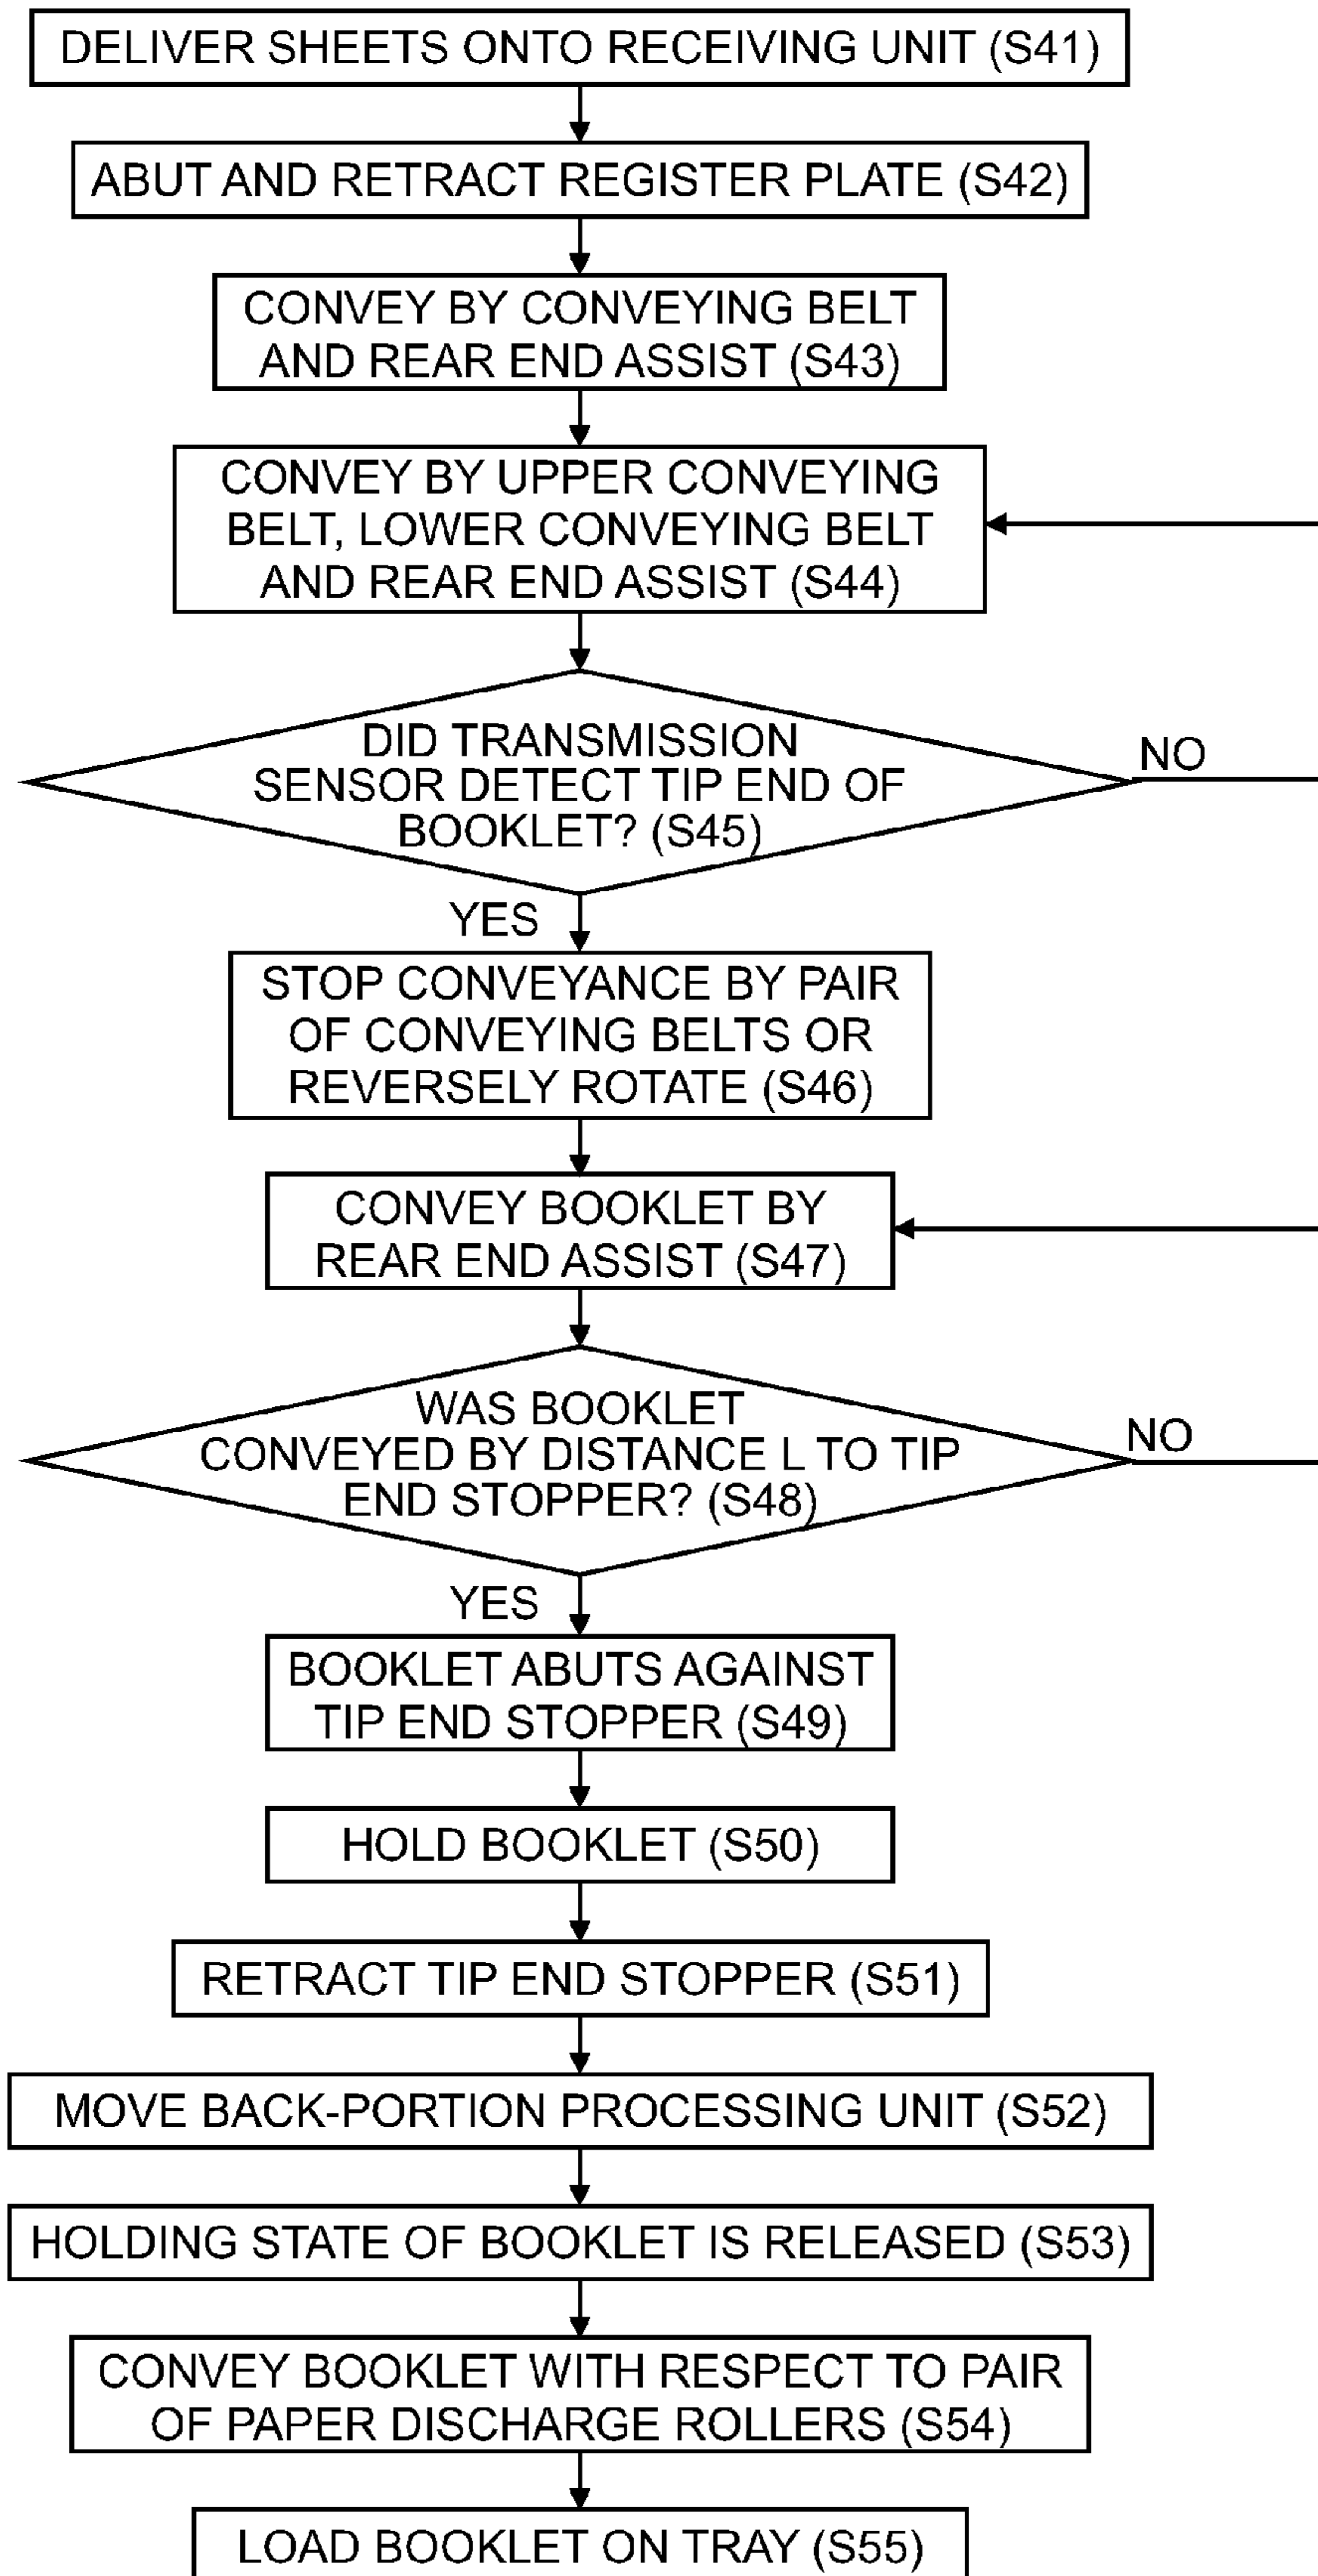 DELIVER SHEETS ONTO RECEIVING UNIT (S41)
ABUT AND RETRACT REGISTER PLATE (S42)
CONVEY BY CONVEYING BELT
AND REAR END ASSIST (S43)
CONVEY BY UPPER CONVEYING
BELT, LOWER CONVEYING BELT
AND REAR END ASSIST (S44)
DID TRANSMISSION
SENSOR DETECT TIP END OF
BOOKLET? (S45)
NO
YES
STOP CONVEYANCE BY PAIR
OF CONVEYING BELTS OR
REVERSELY ROTATE (S46)
CONVEY BOOKLET BY
REAR END ASSIST (S47)
WAS BOOKLET
CONVEYED BY DISTANCE L TO TIP
END STOPPER? (S48)
NO
YES
BOOKLET ABUTS AGAINST
TIP END STOPPER (S49)
HOLD BOOKLET (S50)
RETRACT TIP END STOPPER (S51)
MOVE BACK-PORTION PROCESSING UNIT (S52)
HOLDING STATE OF BOOKLET IS RELEASED (S53)
CONVEY BOOKLET WITH RESPECT TO PAIR
OF PAPER DISCHARGE ROLLERS (S54)
LOAD BOOKLET ON TRAY (S55)